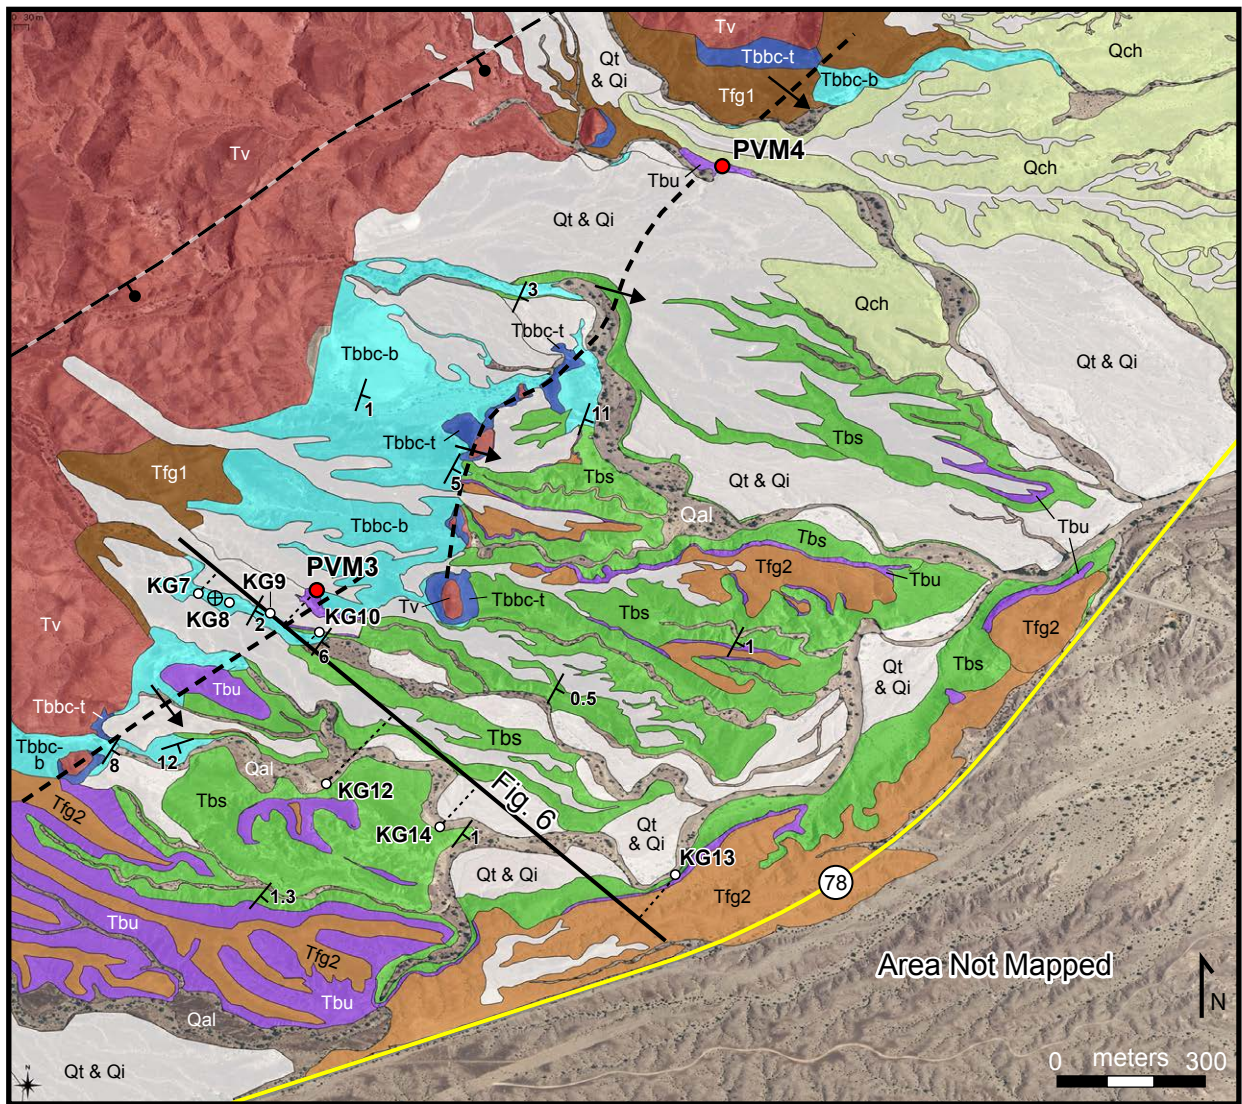 30 m
Tv
Tbbc-t
Qt
& Qi
Tfg1
Tbbc-b
Qch
PVM4
Tv
Tbu
Qch
Qt & Qi
3
Qch
Tbbc-t
Tbbc-b
Qt & Qi
1
11
Tbbc-t
Tbs
Tfg1
5
Tbs
Qt & Qi
Qal
Tbbc-b
Tbu
Tbs
PVM3
Tfg2
Tbu
KG7
KG9
Tbbc-t
Tv
Tbs
KG8
2
KG10
Tfg2
Tv
6
1
Tbs
Qt
& Qi
Tbu
0.5
Tbbc-t
Tbs
Tbbc-
b
8
12
Qal
KG12
Tbs
Fig. 6
Tfg2
KG14
1
Qt
& Qi
KG13
Qt & Qi
78
1.3
Tfg2
Tbu
Tfg2
Area Not Mapped
Tbu
N
Qal
0 meters 300
Qt & Qi